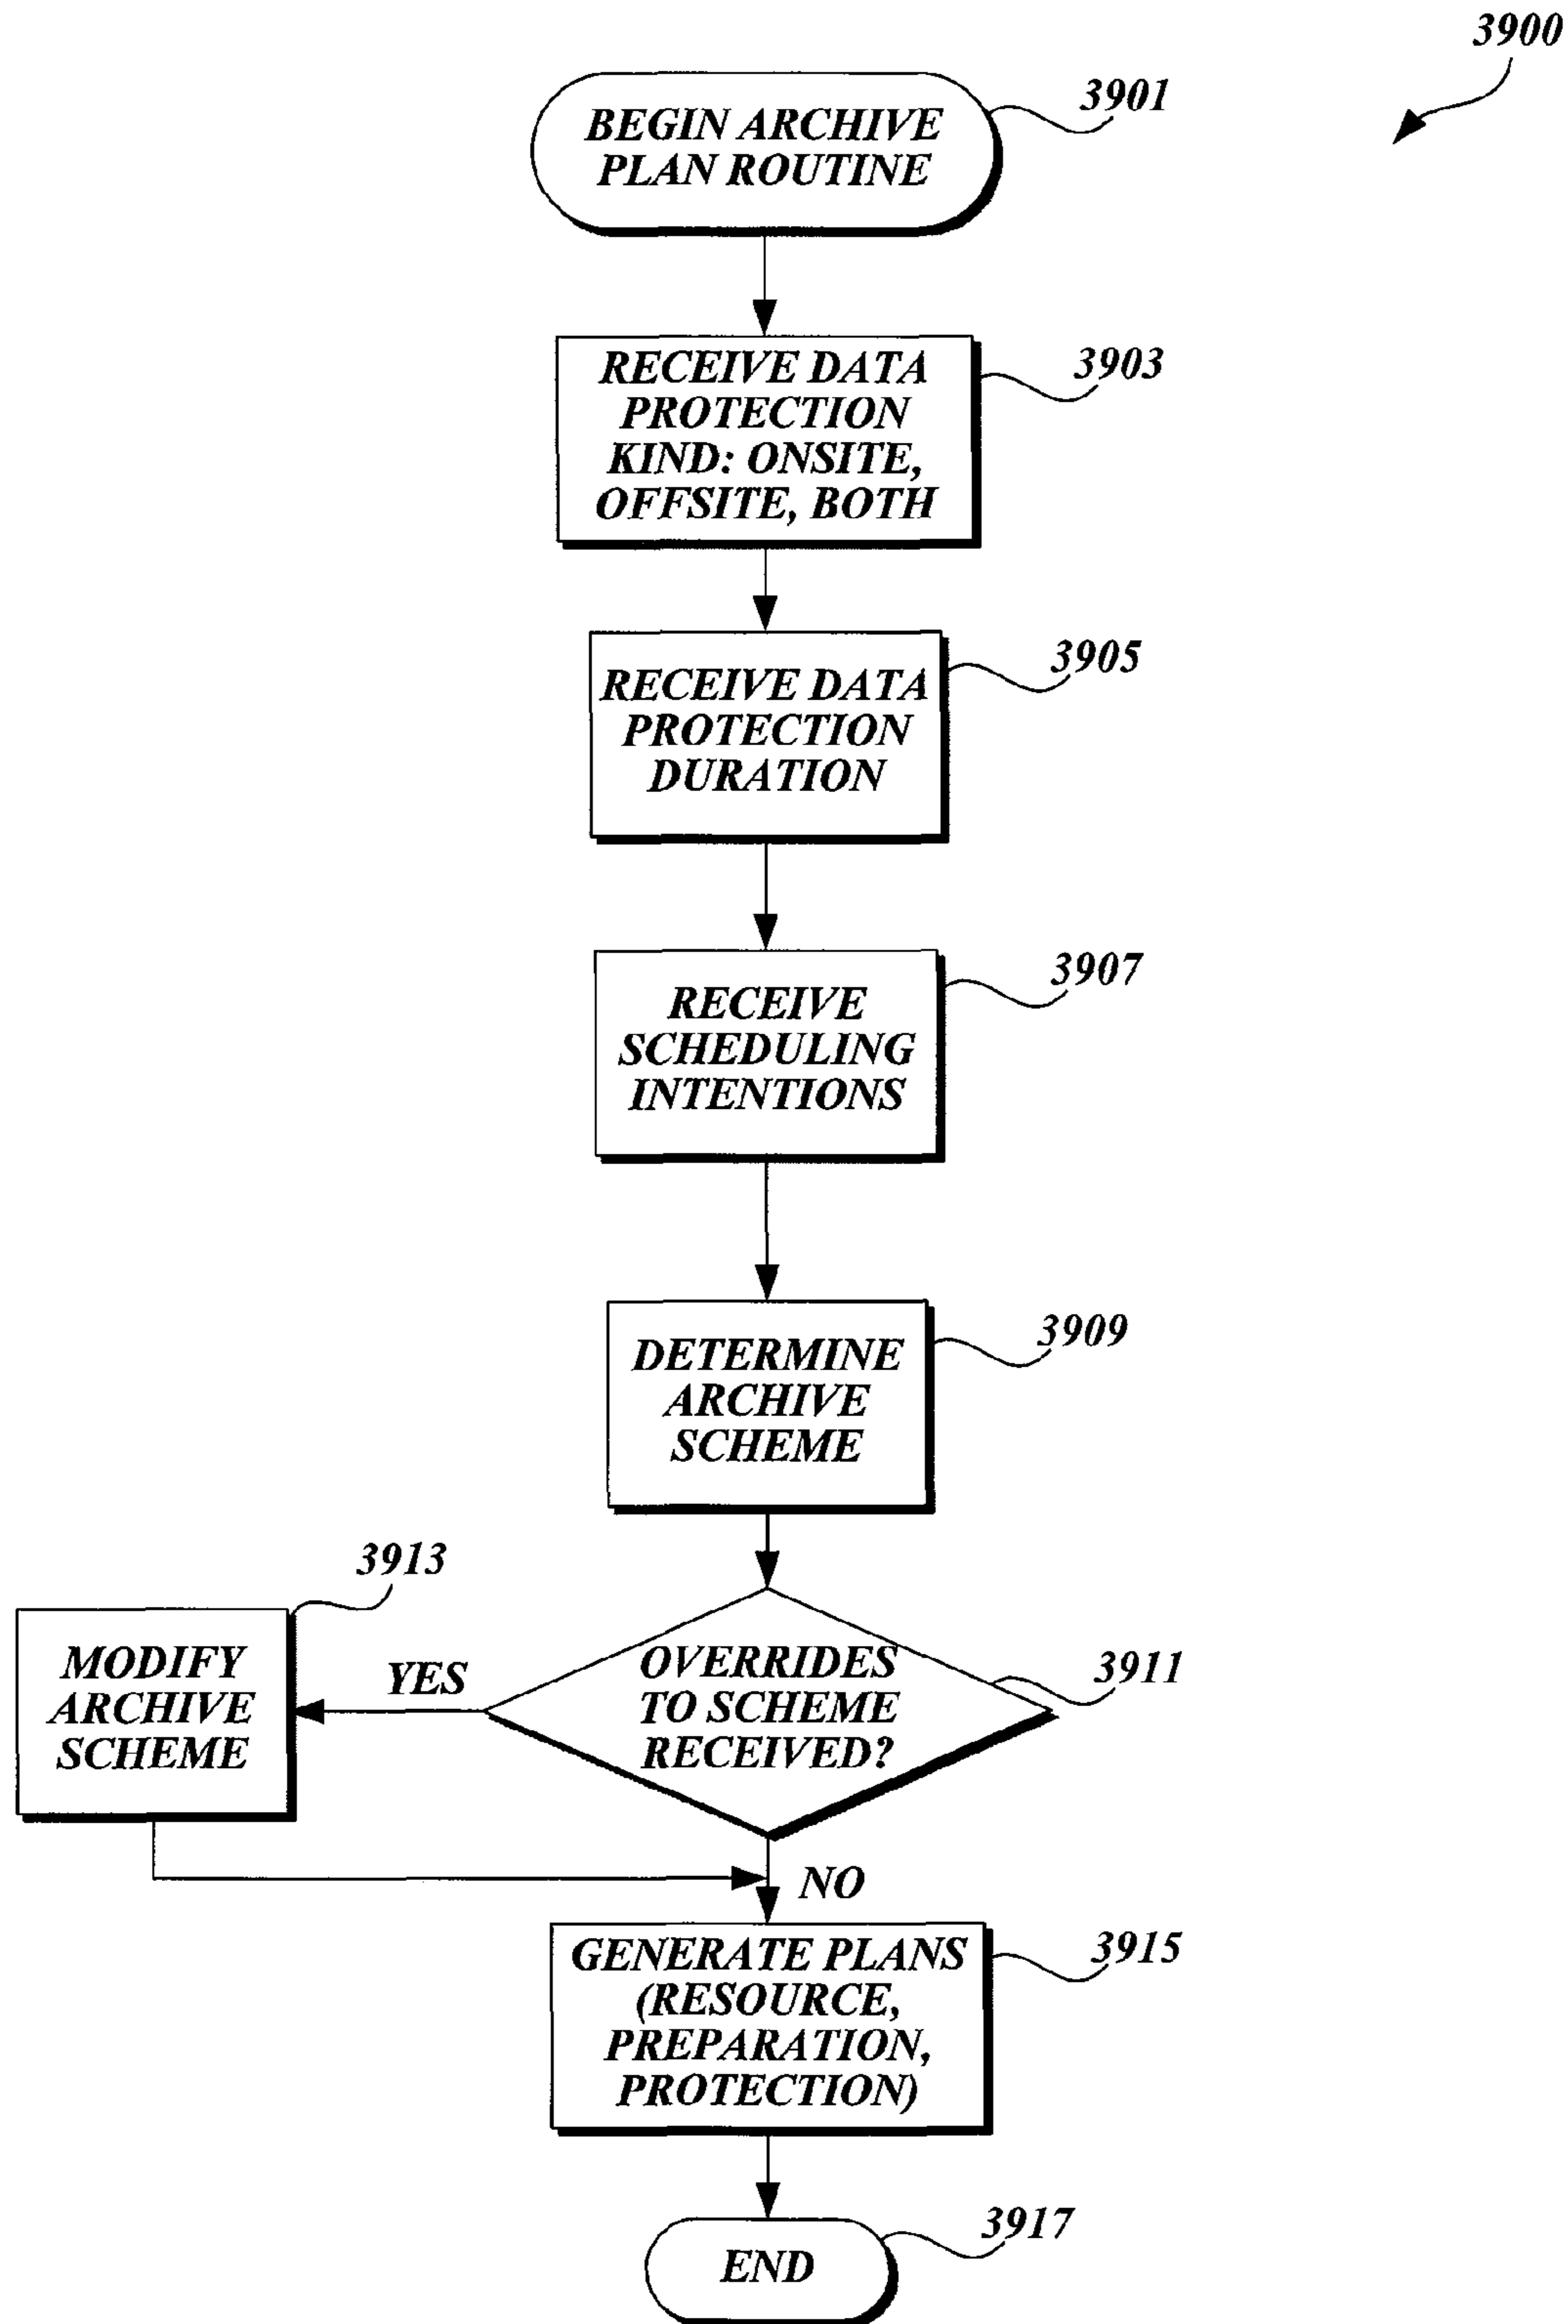 3900
3901
BEGIN ARCHIVE
PLAN ROUTINE
3903
RECEIVE DATA
PROTECTION
KIND: ONSITE,
OFFSITE, BOTH
3905
RECEIVE DATA
PROTECTION
DURATION
3907
RECEIVE
SCHEDULING
INTENTIONS
3909
DETERMINE
ARCHIVE
SCHEME
3911
OVERRIDES
TO SCHEME
RECEIVED?
YES
3913
MODIFY
ARCHIVE
SCHEME
NO
3915
GENERATE PLANS
(RESOURCE,
PREPARATION,
PROTECTION)
3917
END